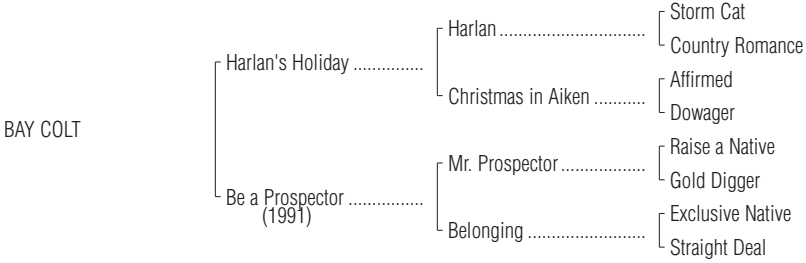 Storm Cat
Harlan..............................
Country Romance
Harlan's Holiday ...............
Affirmed
Christmas in Aiken ...........
Dowager
BAY COLT
Raise a Native
Mr. Prospector..................
Gold Digger
Be a Prospector ................
(1991)
Exclusive Native
Belonging .........................
Straight Deal